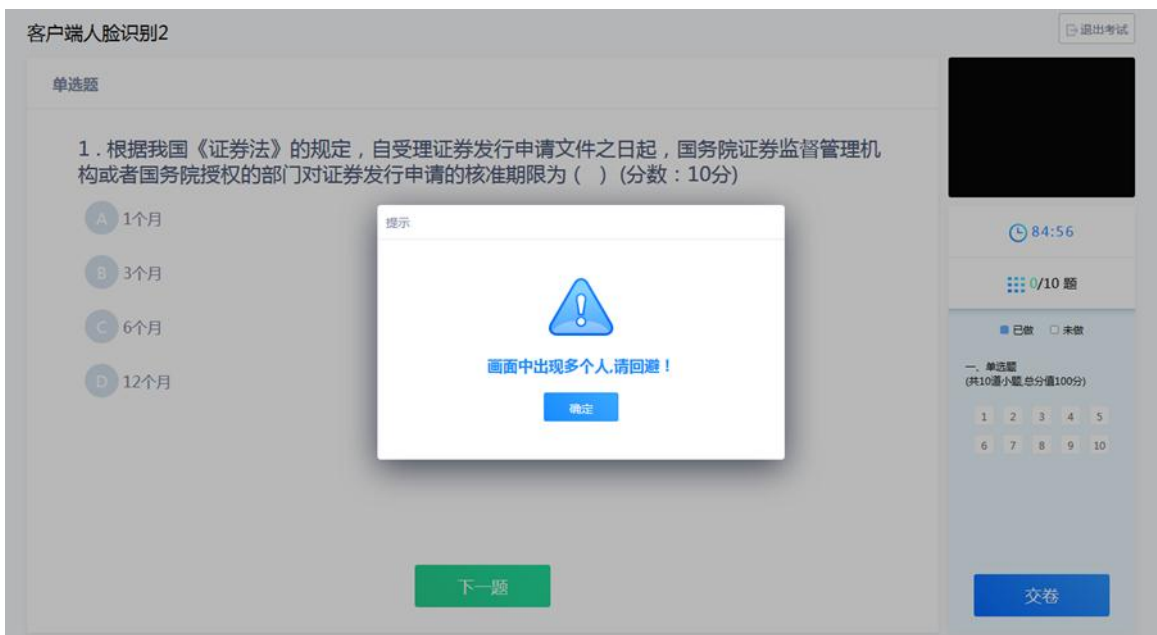 客户端人脸识别2
退出考试
单选题
1 . 根据我国《证券法》的规定，自受理证券发行申请文件之日起，国务院证券监督管理机
构或者国务院授权的部门对证券发行申请的核准期限为 (   ) (分数：10分)
A 1个月
B 3个月
C 6个月
D 12个月
提示
画面中出现多个人,请回避！
确定
下一题
84:56
0/10 题
已做 未做
一、单选题
(共10道小题,总分值100分)
1 2 3 4 5
6 7 8 9 10
交卷